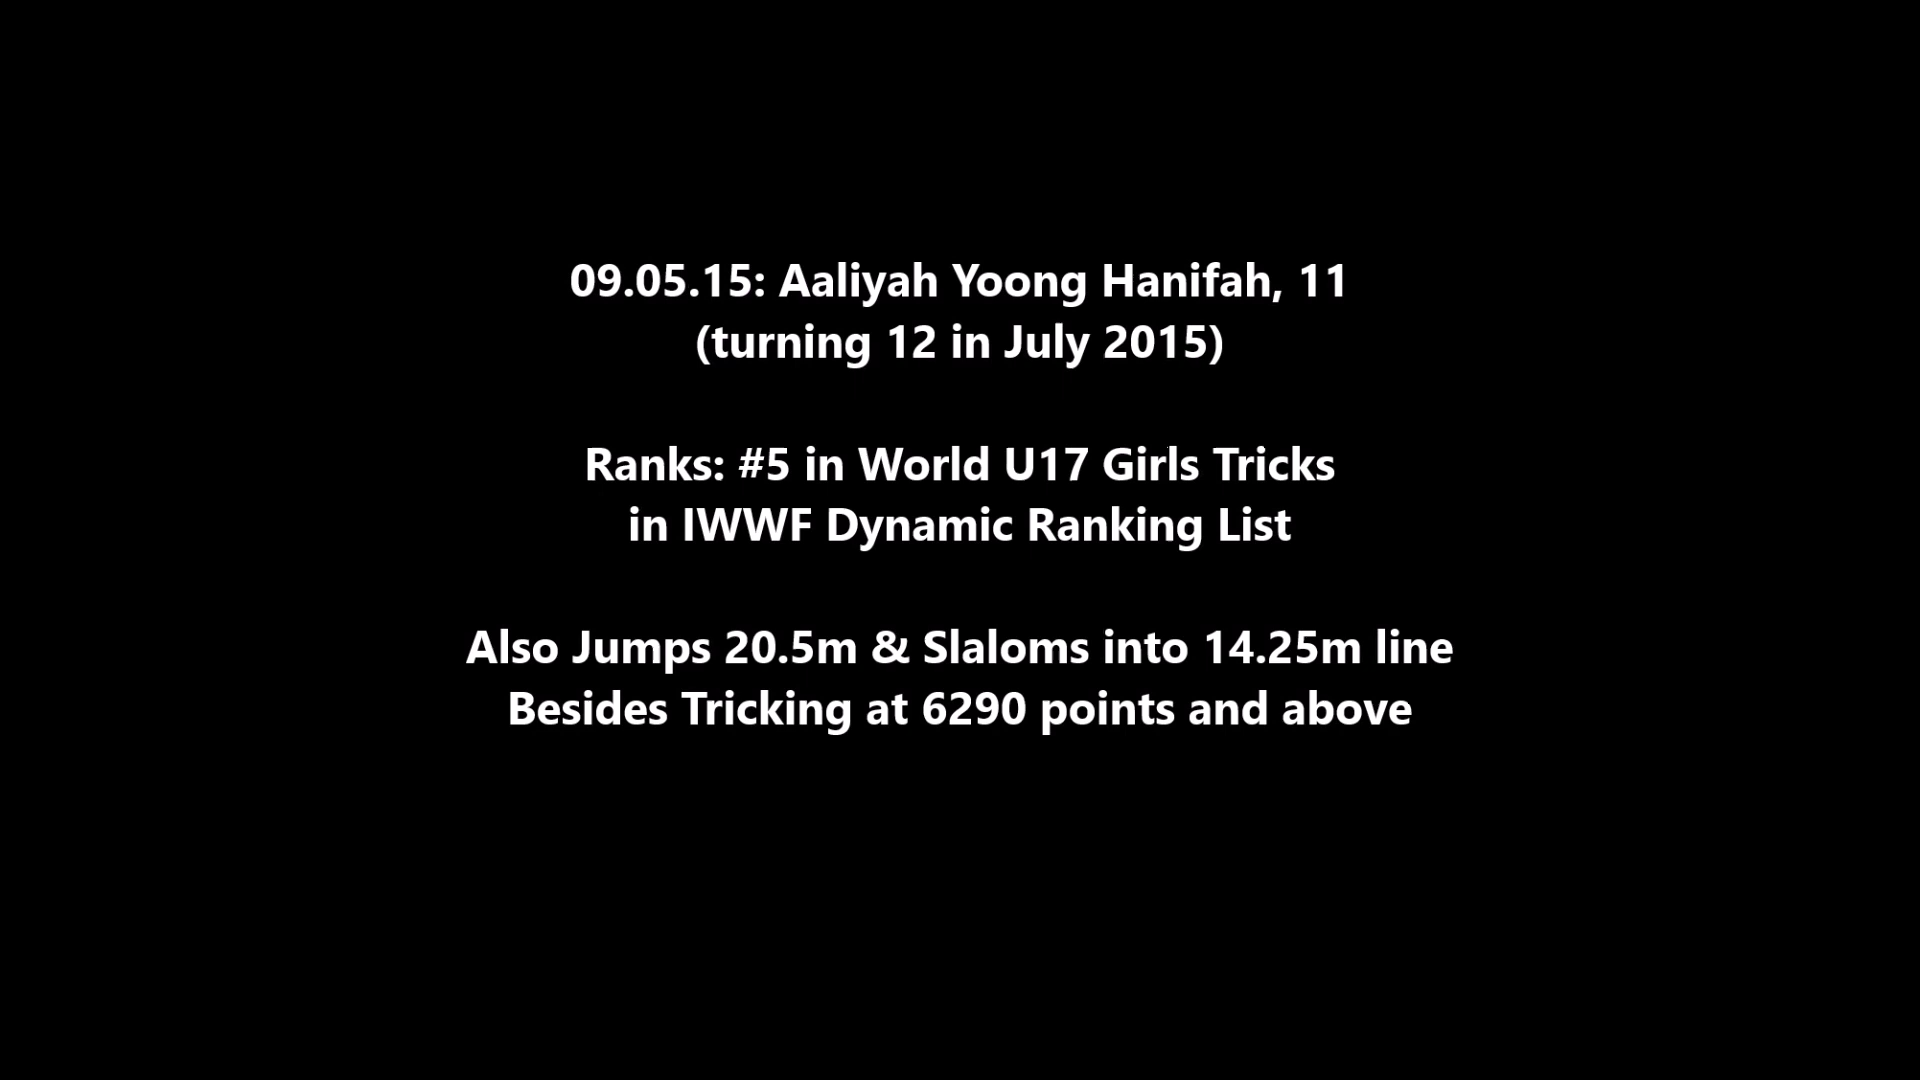 09.05.15: Aaliyah Yoong Hanifah, 11
(turning 12 in July 2015)
Ranks: #5 in World U17 Girls Tricks
in IWWF Dynamic Ranking List
Also Jumps 20.5m & Slaloms into 14.25m line
Besides Tricking at 6290 points and above